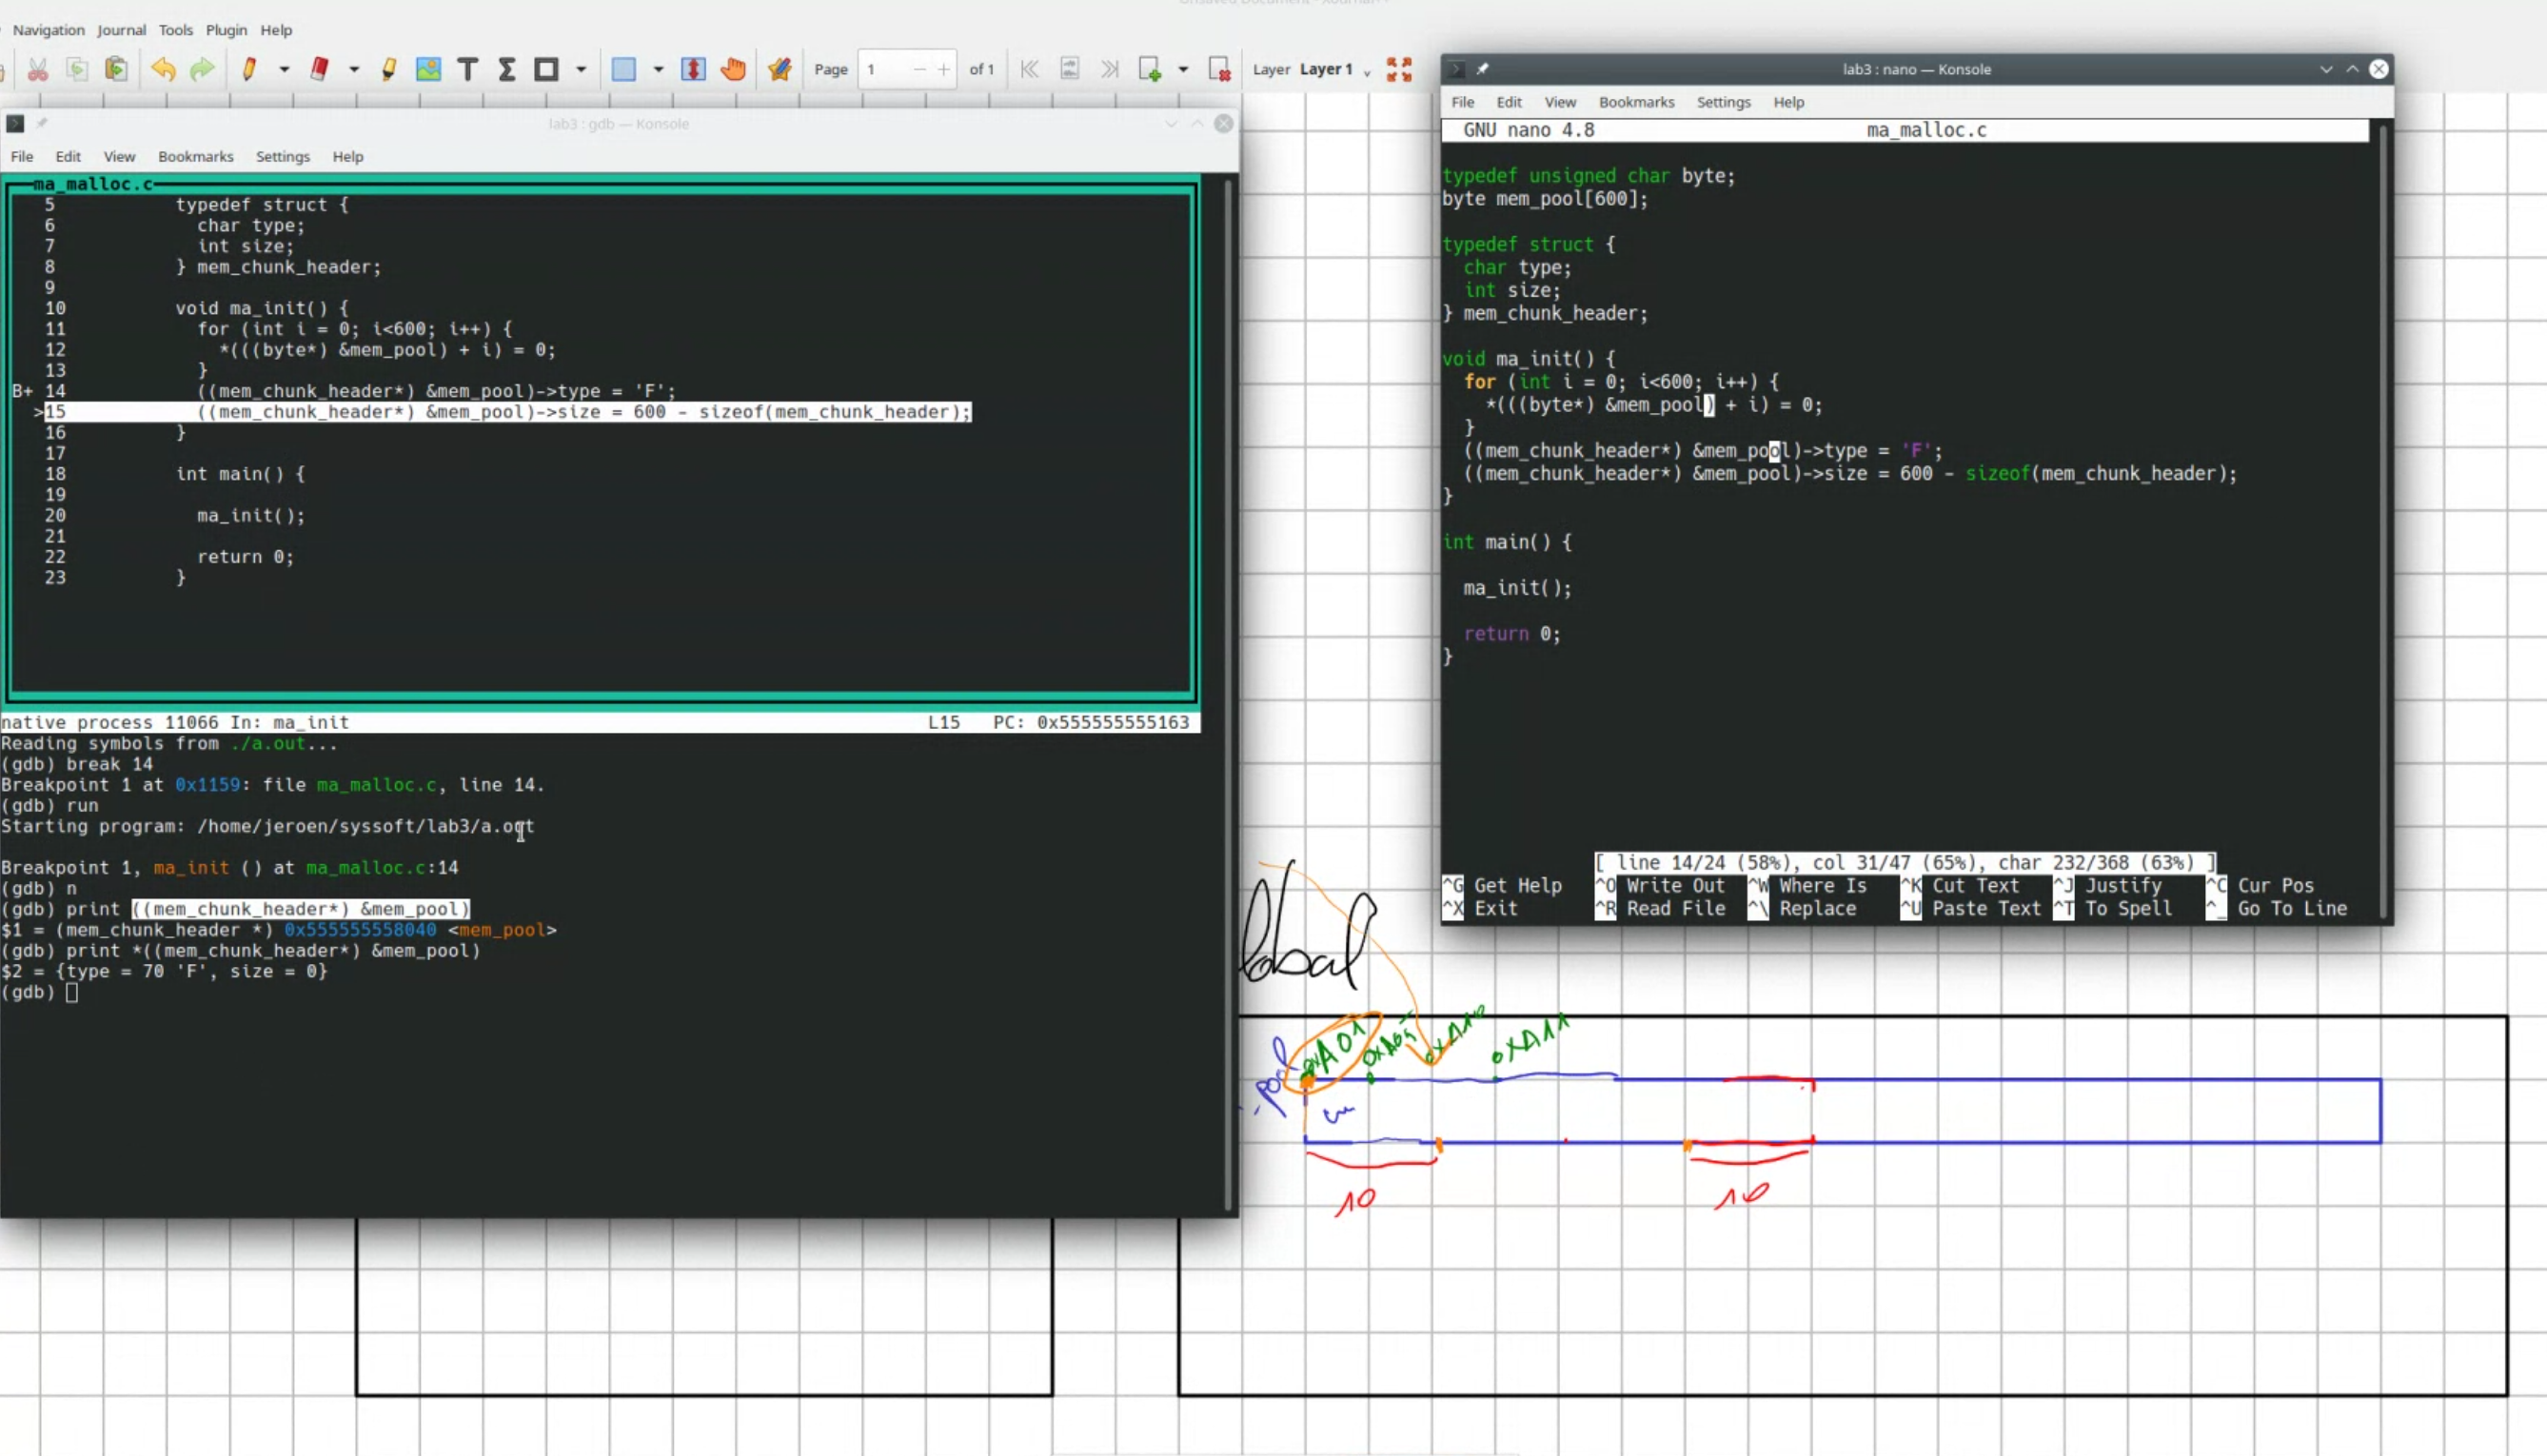 Navigation Journal Tools Plugin Help
Page 1 of 1 Layer Layer 1
lab3 : gdb — Konsole
File Edit View Bookmarks Settings Help
ma_malloc.c
5 typedef struct {
6 char type;
7 int size;
8 } mem_chunk_header;
9
10 void ma_init() {
11 for (int i = 0; i<600; i++) {
12 *(((byte*) &mem_pool) + i) = 0;
13 }
B+ 14 ((mem_chunk_header*) &mem_pool)->type = 'F';
>15 ((mem_chunk_header*) &mem_pool)->size = 600 - sizeof(mem_chunk_header);
16 }
17
18 int main() {
19
20 ma_init();
21
22 return 0;
23 }
native process 11066 In: ma_init L15 PC: 0x555555555163
Reading symbols from ./a.out...
(gdb) break 14
Breakpoint 1 at 0x1159: file ma_malloc.c, line 14.
(gdb) run
Starting program: /home/jeroen/syssoft/lab3/a.out
Breakpoint 1, ma_init () at ma_malloc.c:14
(gdb) n
(gdb) print ((mem_chunk_header*) &mem_pool)
$1 = (mem_chunk_header *) 0x555555558040 <mem_pool>
(gdb) print *((mem_chunk_header*) &mem_pool)
$2 = {type = 70 'F', size = 0}
(gdb)
lab3 : nano — Konsole
File Edit View Bookmarks Settings Help
GNU nano 4.8 ma_malloc.c
typedef unsigned char byte;
byte mem_pool[600];
typedef struct {
char type;
int size;
} mem_chunk_header;
void ma_init() {
for (int i = 0; i<600; i++) {
*(((byte*) &mem_pool) + i) = 0;
}
((mem_chunk_header*) &mem_pool)->type = 'F';
((mem_chunk_header*) &mem_pool)->size = 600 - sizeof(mem_chunk_header);
}
int main() {
ma_init();
return 0;
}
[ line 14/24 (58%), col 31/47 (65%), char 232/368 (63%) ]
^G Get Help ^O Write Out ^W Where Is ^K Cut Text ^J Justify ^C Cur Pos
^X Exit ^R Read File ^\ Replace ^U Paste Text ^T To Spell ^_ Go To Line
lobal
pool 0xA01 0xA05 0xA10 0xA11
10 10